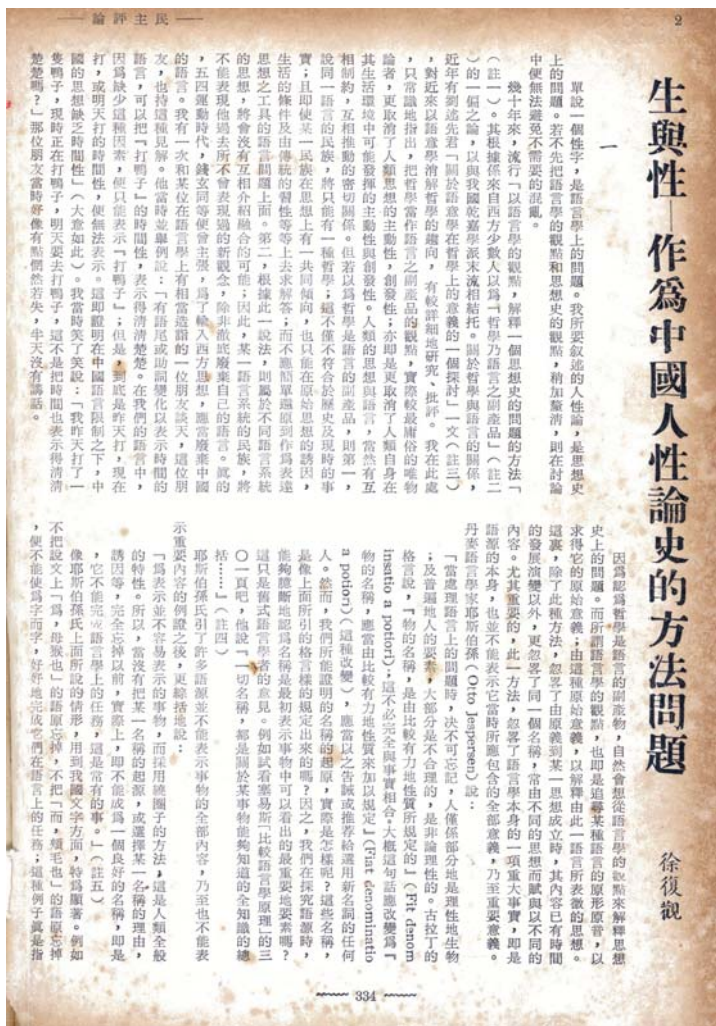 民主評論
2
生與性—作爲中國人性論史的方法問題
徐復觀
一
單說一個性字,是語言學上的問題。我所要叙述的人性論,是思想史
上的問題。若不先把語言學的觀點和思想史的觀點,稍加釐清,則在討論
中便無法避免不需要的混亂。
幾十年來,流行「以語言學的觀點,解釋一個思想史的問題的方法」
(註一)。其根據係來自西方少數人以爲「哲學乃語言之副產品」(註二
)的一偏之論,以與我國乾嘉學派末流相結托。關於哲學與語言的關係,
近年有劉述先君「關於語意學在哲學上的意義的一個探討」一文(註三)
,對近來以語意學消解哲學的趨向,有較詳細地研究、批評。我在此處
,只常識地指出,把哲學當作語言之副產品的觀點,實際較最庸俗的唯物
論者,更取消了人類思想的主動性,創發性;亦即是更取消了人類自身在
其生活環境中可能發揮的主動性與創發性。人類的思想與語言,當然有互
相制約,互相推動的密切關係。但若以爲哲學是語言的副產品,則第一,
說同一語言的民族,將只能有一種哲學;這不僅不符合於歷史及現時的事
實;且即使某一民族在思想上有一共同傾向,也只能在原始思想的誘因,
生活的條件及由傳統的習性等等上去求解答;而不應簡單還原到作爲表達
思想之工具的語言問題上面。第二,根據此一說法,則屬於不同語言系統
的思想,將會沒有互相介紹融合的可能;因此,某一語言系統的民族,將
不能表現他過去所不曾表現過的新觀念,除非澈底廢棄自己的語言。眞的
,五四運動時代,錢玄同等便曾主張,爲了輸入西方思想,應當廢棄中國
的語言。我有一次和某位在語言學上有相當造詣的一位朋友談天,這位朋
友,也持這種見解。他當時並舉例說:「有語尾或助詞變化以表示時間的
語言,可以把『打鴨子』的時間性,表示得清清楚楚。在我們的語言中,
因爲缺少這種因素,便只能表示『打鴨子』;但是,到底是昨天打,現在
打,或明天打的時間性,便無法表示。這即證明在中國語言限制之下,中
國的思想缺乏時間性」(大意如此)。我當時笑了笑說:「我昨天打了一
隻鴨子,現時正在打鴨子,明天要去打鴨子,這不是把時間也表示得清清
楚楚嗎?」那位朋友當時好像有點惘然若失,半天沒有講話。
因爲認爲哲學是語言的副產物,自然會想從語言學的觀點來解釋思想
史上的問題。而所謂語言學的觀點,也即是追尋某種語言的原形原音,以
求得它的原始意義;由這種原始意義,以解釋由此一語言所表徵的思想。
這裏,除了此種方法,忽客了由原義到某一思想成立時,其內容已有時間
的發展演變以外,更忽客了同一個名稱,常由不同的思想而賦與以不同的
內容。尤其重要的,此一方法,忽客了語言學本身的一項重大事實,即是
語源的本身,也並不能表示它當時所應包含的全部意義,乃至重要意義。
丹麥語言學家耶斯伯孫(Otto Jespersen)說:
「當處理語言上的問題時,決不可忘記,人僅係部分地是理性地生物
;及普遍地人的要素,大部分是不合理的,是非論理性的。古拉丁的
格言說,『物的名稱,是由比較有力地性質所規定的』(Fit denom
inatio a potiori);這不必完全與事實相合。大概這句話應改變爲『
物的名稱,應當由比較有力地性質來加以規定』(Fiat denominatio
a potiori)(這種改變),應當以之告誡或推荐給選用新名詞的任何
人。然而,我們所能證明的名稱的起原,實際是怎樣呢?這些名稱,
是像上面所引的格言樣的規定出來的嗎?因之,我們在探究語源時,
能夠臆斷地認爲名稱是最初表示事物中可以看出的最重要地要素嗎?
這只是舊式語言學者的意見。例如試看塞易斯『比較語言學原理』的三
〇一頁吧,他說『一切名稱,都是關於某事物能夠知道的全知識的總
括……』(註四)
耶斯伯孫氏引了許多語源並不能表示事物的全部內容,乃至也不能表
示重要內容的例證之後,更綜括地說:
「爲表示並不容易表示的事物,而採用繞圈子的方法,這是人類全般
的特性。所以,當沒有把某一名稱的起源,或選擇某一名稱的理由,
誘因等,完全忘掉以前,實際上,即不能成爲一個良好的名稱,即是
,它不能完成語言學上的任務,這是常有的事。」(註五)
像耶斯伯孫氏上面所說的情形,用到我國文字方面,特爲顯著。例如
不把說文上「爲,母猴也」的語原忘掉,不把「而,頰毛也」的語原忘掉
,便不能使爲字而字,好好地完成它們在語言上的任務;這種例子眞是指
334